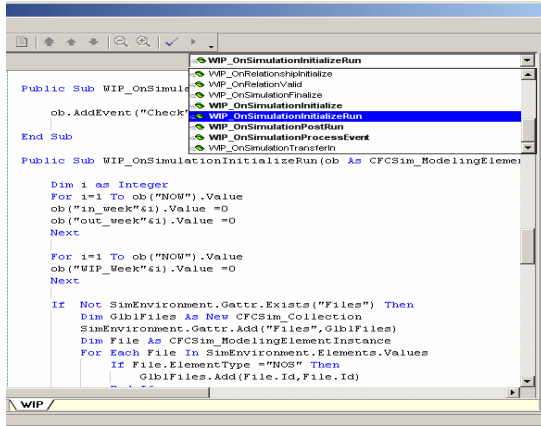 WIP_OnSimulationInitializeRun
WIP_OnRelationshipInitialize
WIP_OnRelationValid
WIP_OnSimulationFinalize
WIP_OnSimulationInitialize
WIP_OnSimulationInitializeRun
WIP_OnSimulationPostRun
WIP_OnSimulationProcessEvent
WIP_OnSimulationTransferIn
Public Sub WIP_OnSimula
ob.AddEvent("Check"
End Sub
Public Sub WIP_OnSimulationInitializeRun(ob As CFCSim_ModelingElemen
Dim i as Integer
For i=1 To ob("NOW").Value
ob("in_week"&i).Value =0
ob("out_week"&i).Value =0
Next
For i=1 To ob("NOW").Value
ob("WIP_Week"&i).Value =0
Next
If Not SimEnvironment.Gattr.Exists("Files") Then
Dim GlblFiles As New CFCSim_Collection
SimEnvironment.Gattr.Add("Files",GlblFiles)
Dim File As CFCSim_ModelingElementInstance
For Each File In SimEnvironment.Elements.Values
If File.ElementType ="NOS" Then
GlblFiles.Add(File.Id,File.Id)
End If
WIP